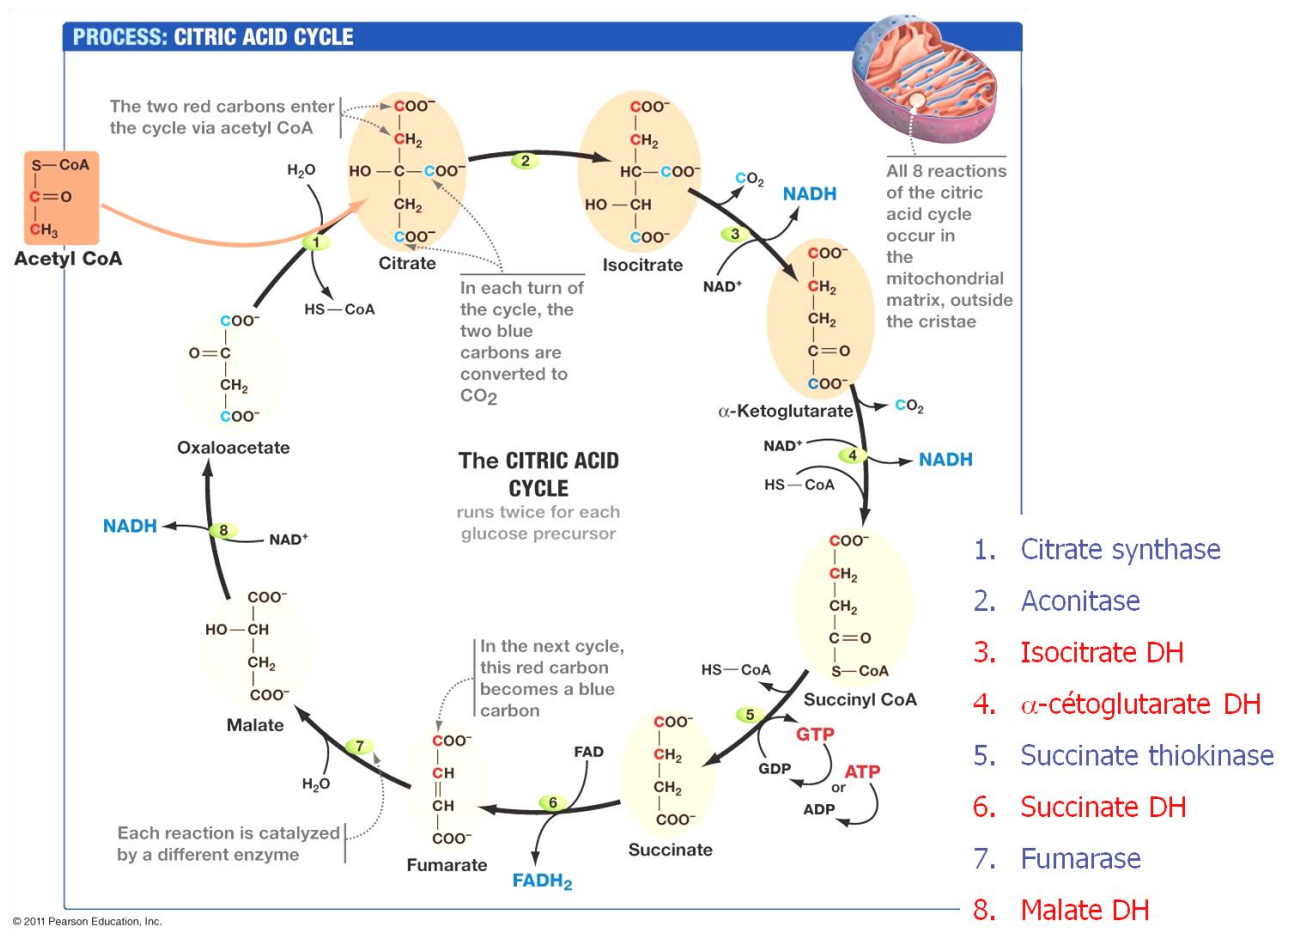 PROCESS: CITRIC ACID CYCLE
The two red carbons enter
the cycle via acetyl CoA
S—CoA
C=O
CH₃
Acetyl CoA
H₂O
1
HS—CoA
COO⁻
CH₂
HO—C—COO⁻
CH₂
COO⁻
Citrate
2
COO⁻
CH₂
HC—COO⁻
HO—CH
COO⁻
Isocitrate
CO₂
NADH
3
NAD⁺
All 8 reactions
of the citric
acid cycle
occur in
the
mitochondrial
matrix, outside
the cristae
In each turn of
the cycle, the
two blue
carbons are
converted to
CO₂
COO⁻
CH₂
CH₂
C=O
COO⁻
α-Ketoglutarate
CO₂
NAD⁺
4
NADH
HS—CoA
COO⁻
CH₂
CH₂
C=O
S—CoA
Succinyl CoA
HS—CoA
5
GTP
GDP
ATP
or
ADP
COO⁻
CH₂
CH₂
COO⁻
Succinate
FAD
6
FADH₂
In the next cycle,
this red carbon
becomes a blue
carbon
COO⁻
CH
CH
COO⁻
Fumarate
7
H₂O
Each reaction is catalyzed
by a different enzyme
COO⁻
HO—CH
CH₂
COO⁻
Malate
NADH
8
NAD⁺
COO⁻
O=C
CH₂
COO⁻
Oxaloacetate
The CITRIC ACID
CYCLE
runs twice for each
glucose precursor
1. Citrate synthase
2. Aconitase
3. Isocitrate DH
4. α-cétoglutarate DH
5. Succinate thiokinase
6. Succinate DH
7. Fumarase
8. Malate DH
© 2011 Pearson Education, Inc.